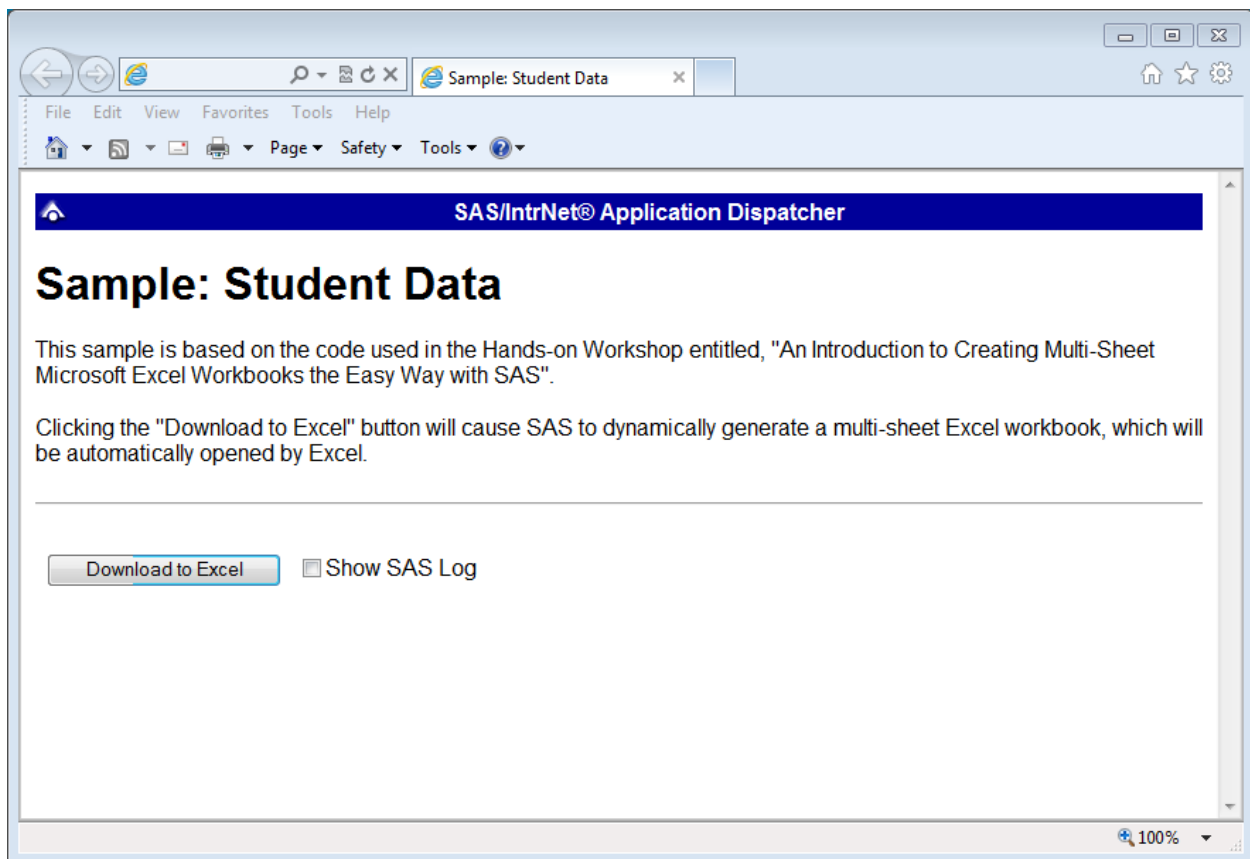 Sample: Student Data
File Edit View Favorites Tools Help
Page Safety Tools
SAS/IntrNet® Application Dispatcher
Sample: Student Data
This sample is based on the code used in the Hands-on Workshop entitled, "An Introduction to Creating Multi-Sheet
Microsoft Excel Workbooks the Easy Way with SAS".
Clicking the "Download to Excel" button will cause SAS to dynamically generate a multi-sheet Excel workbook, which will
be automatically opened by Excel.
Download to Excel Show SAS Log
100%